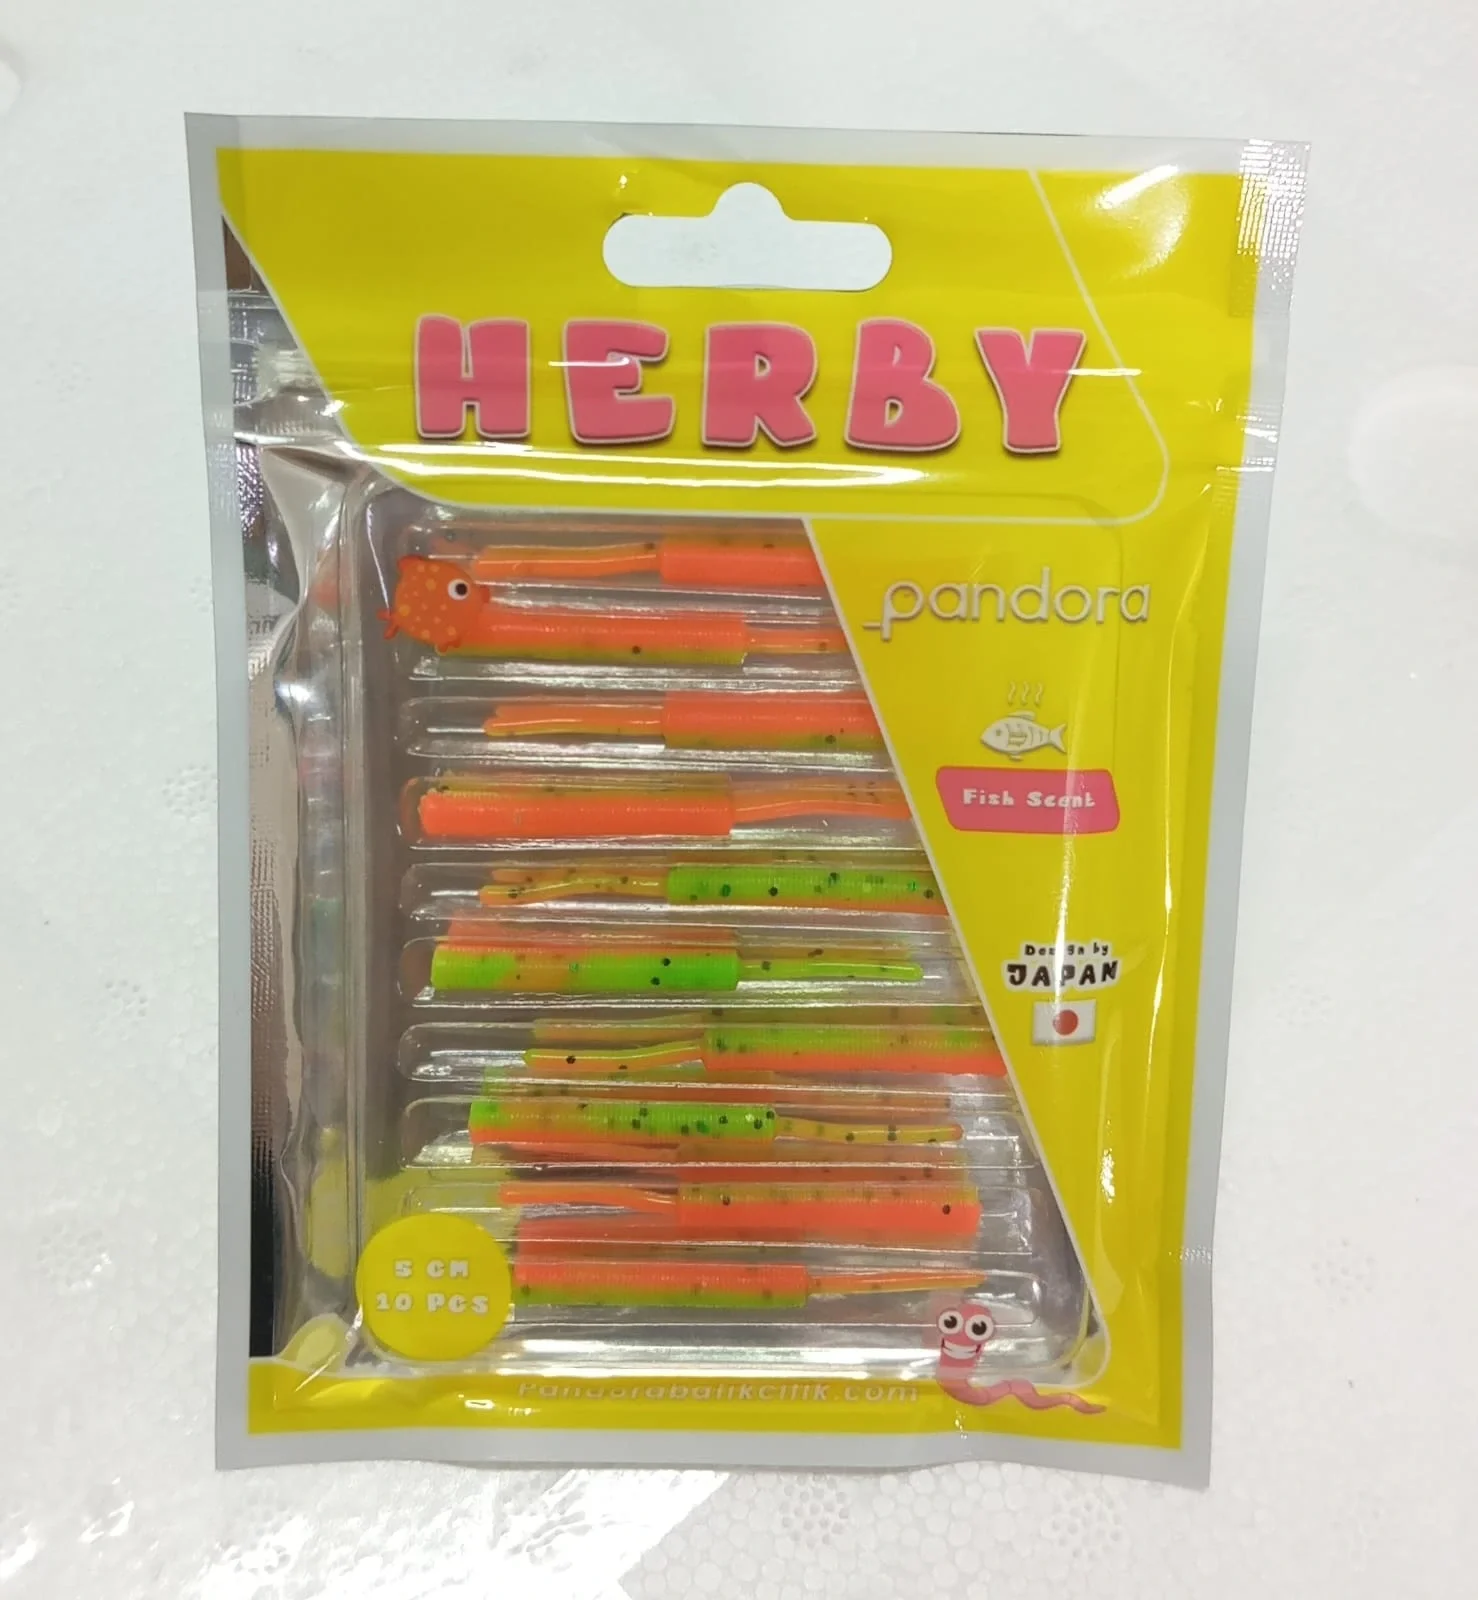 HERBY
pandora
Fish Scent
Design by
JAPAN
5 CM
10 PCS
Pandorabalikcilik.com